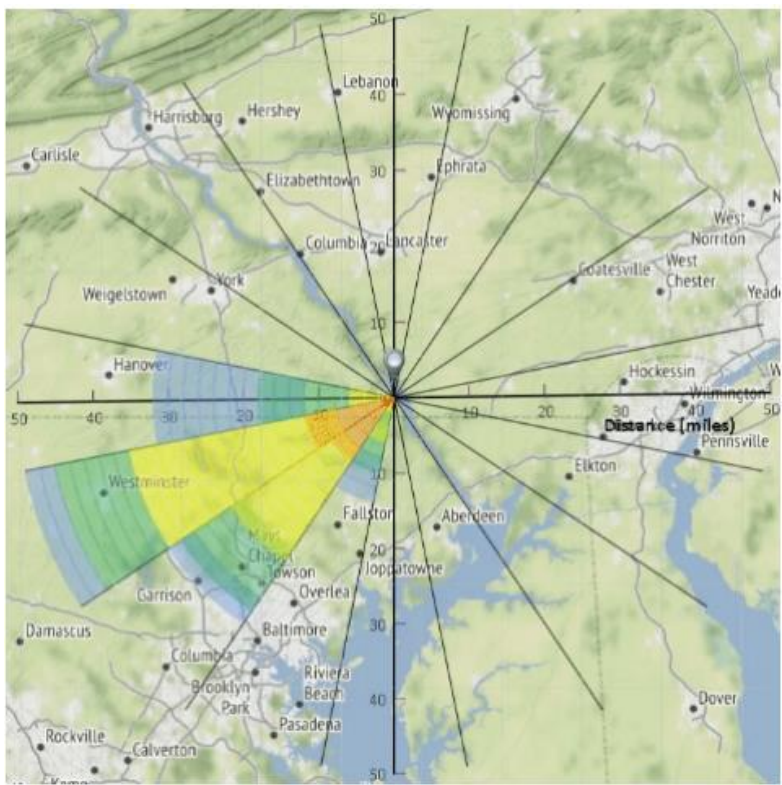 50
Lebanon
40
Wyomissing
Harrisburg
Hershey
Carlisle
30
Ephrata
Elizabethtown
Columbia
20
Lancaster
West
Norriton
Coatesville
West
Chester
Weigelstown
York
10
Hanover
Hockessin
50
40
30
20
10
10
20
30
40
50
Wilmington
Distance (miles)
Pennsville
10
Elkton
Westminster
Fallston
Aberdeen
Mays
Chapel
20
Towson
Joppatowne
Garrison
Overlea
30
Damascus
Baltimore
Columbia
Riviera
Beach
Brooklyn
Park
40
Dover
Pasadena
Rockville
Calverton
50